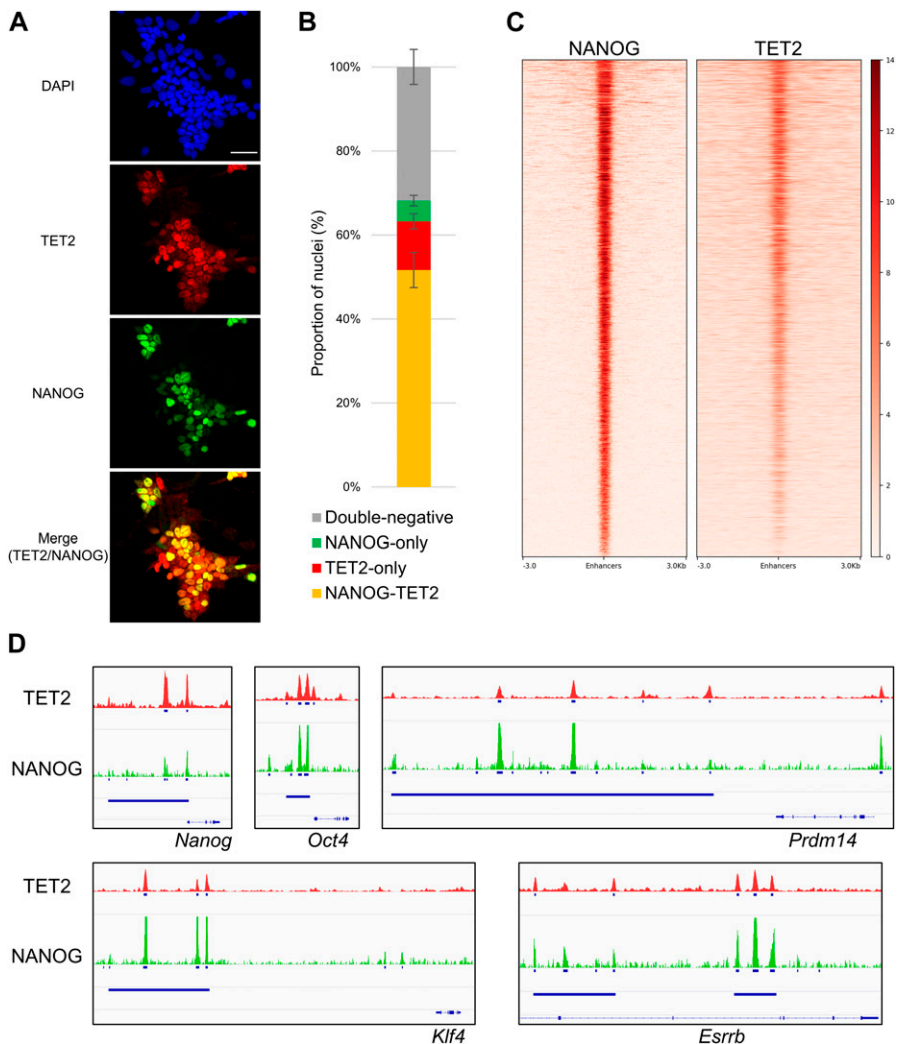 A
DAPI
TET2
NANOG
Merge
(TET2/NANOG)
B
Proportion of nuclei (%)
100%
80%
60%
40%
20%
0%
Double-negative
NANOG-only
TET2-only
NANOG-TET2
C
NANOG
TET2
14
12
10
8
6
4
2
0
-3.0 Enhancers 3.0Kb
-3.0 Enhancers 3.0Kb
D
TET2
NANOG
Nanog
Oct4
Prdm14
TET2
NANOG
Klf4
Esrrb